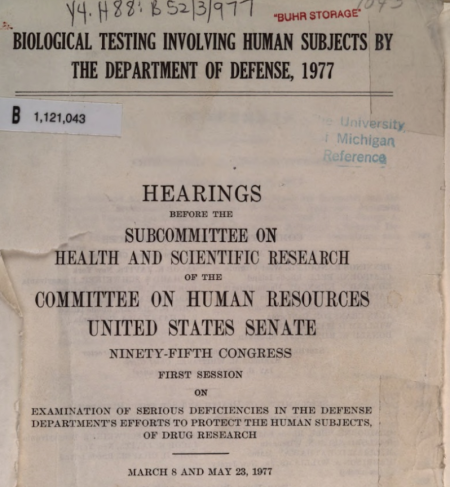 Y4. H88: B 52/3/977
"BUHR STORAGE"
BIOLOGICAL TESTING INVOLVING HUMAN SUBJECTS BY
THE DEPARTMENT OF DEFENSE, 1977
B 1,121,043
University
Michigan
Reference
HEARINGS
BEFORE THE
SUBCOMMITTEE ON
HEALTH AND SCIENTIFIC RESEARCH
OF THE
COMMITTEE ON HUMAN RESOURCES
UNITED STATES SENATE
NINETY-FIFTH CONGRESS
FIRST SESSION
ON
EXAMINATION OF SERIOUS DEFICIENCIES IN THE DEFENSE
DEPARTMENT'S EFFORTS TO PROTECT THE HUMAN SUBJECTS,
OF DRUG RESEARCH
MARCH 8 AND MAY 23, 1977